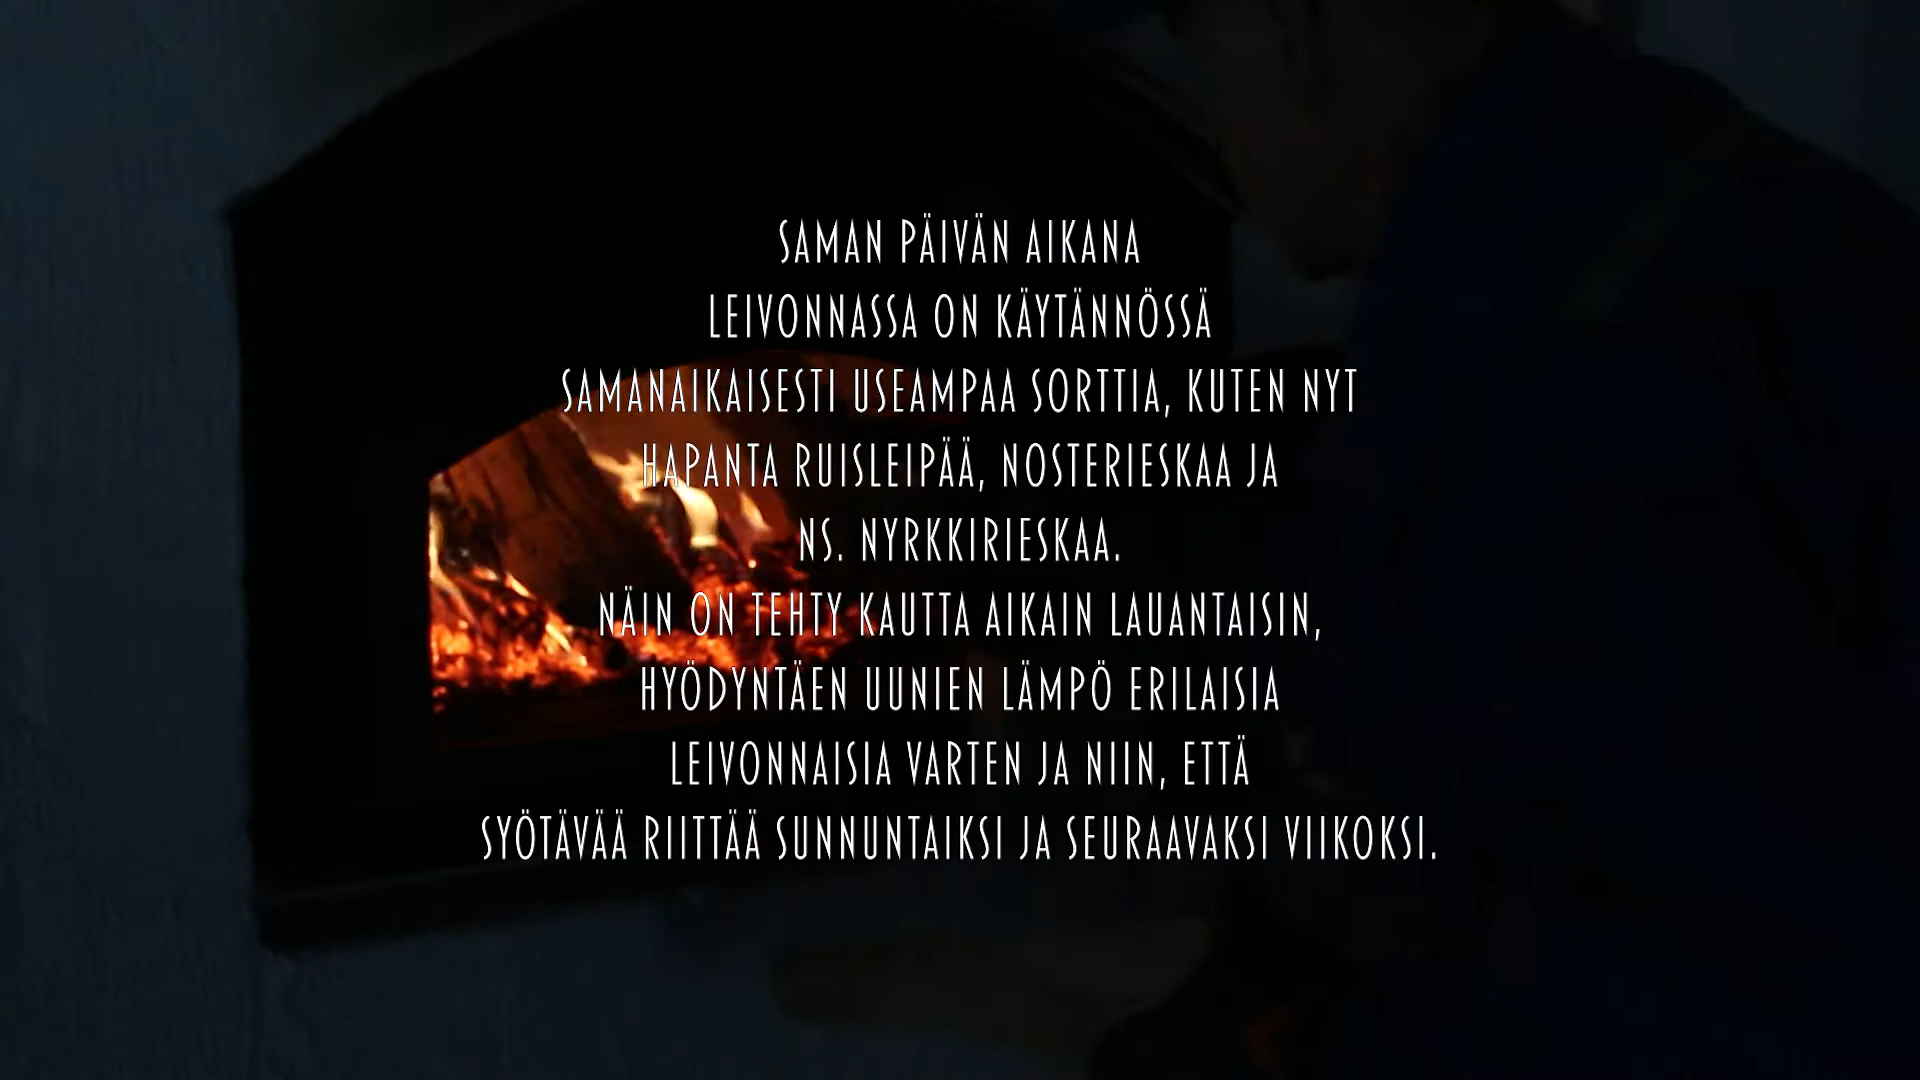 SAMAN PÄIVÄN AIKANA
LEIVONNASSA ON KÄYTÄNNÖSSÄ
SAMANAIKAISESTI USEAMPAA SORTTIA, KUTEN NYT
HAPANTA RUISLEIPÄÄ, NOSTERIESKAA JA
NS. NYRKKIRIESKAA.
NÄIN ON TEHTY KAUTTA AIKAIN LAUANTAISIN,
HYÖDYNTÄEN UUNIEN LÄMPÖ ERILAISIA
LEIVONNAISIA VARTEN JA NIIN, ETTÄ
SYÖTÄVÄÄ RIITTÄÄ SUNNUNTAIKSI JA SEURAAVAKSI VIIKOKSI.